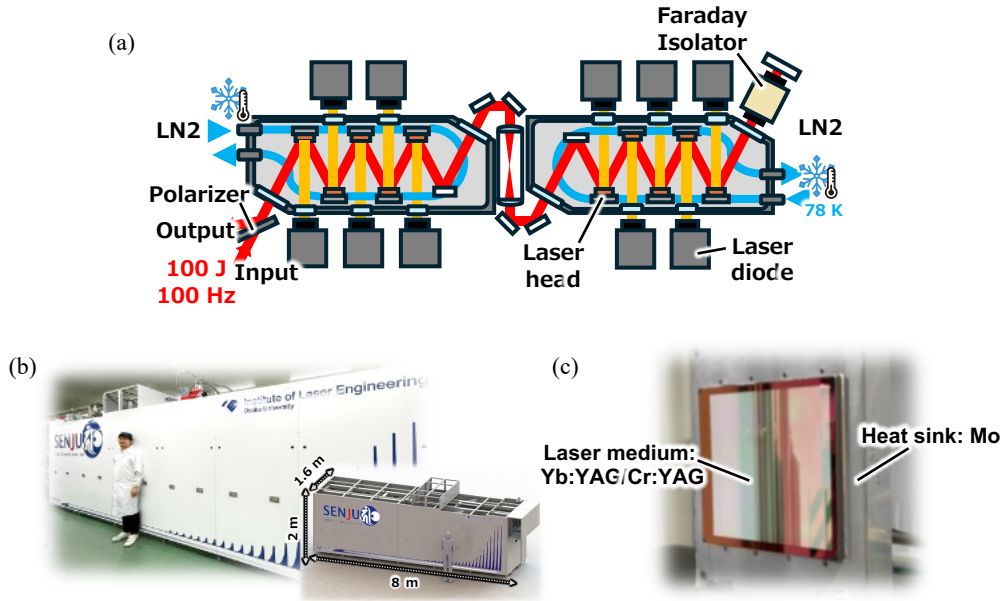 (a)
Faraday
Isolator
LN2
LN2
Polarizer
78 K
Output
Input
100 J
100 Hz
Laser
head
Laser
diode
(b)
Institute of Laser Engineering
Osaka University
SENJU
1.6 m
SENJU
2 m
8 m
(c)
Laser medium:
Yb:YAG/Cr:YAG
Heat sink: Mo